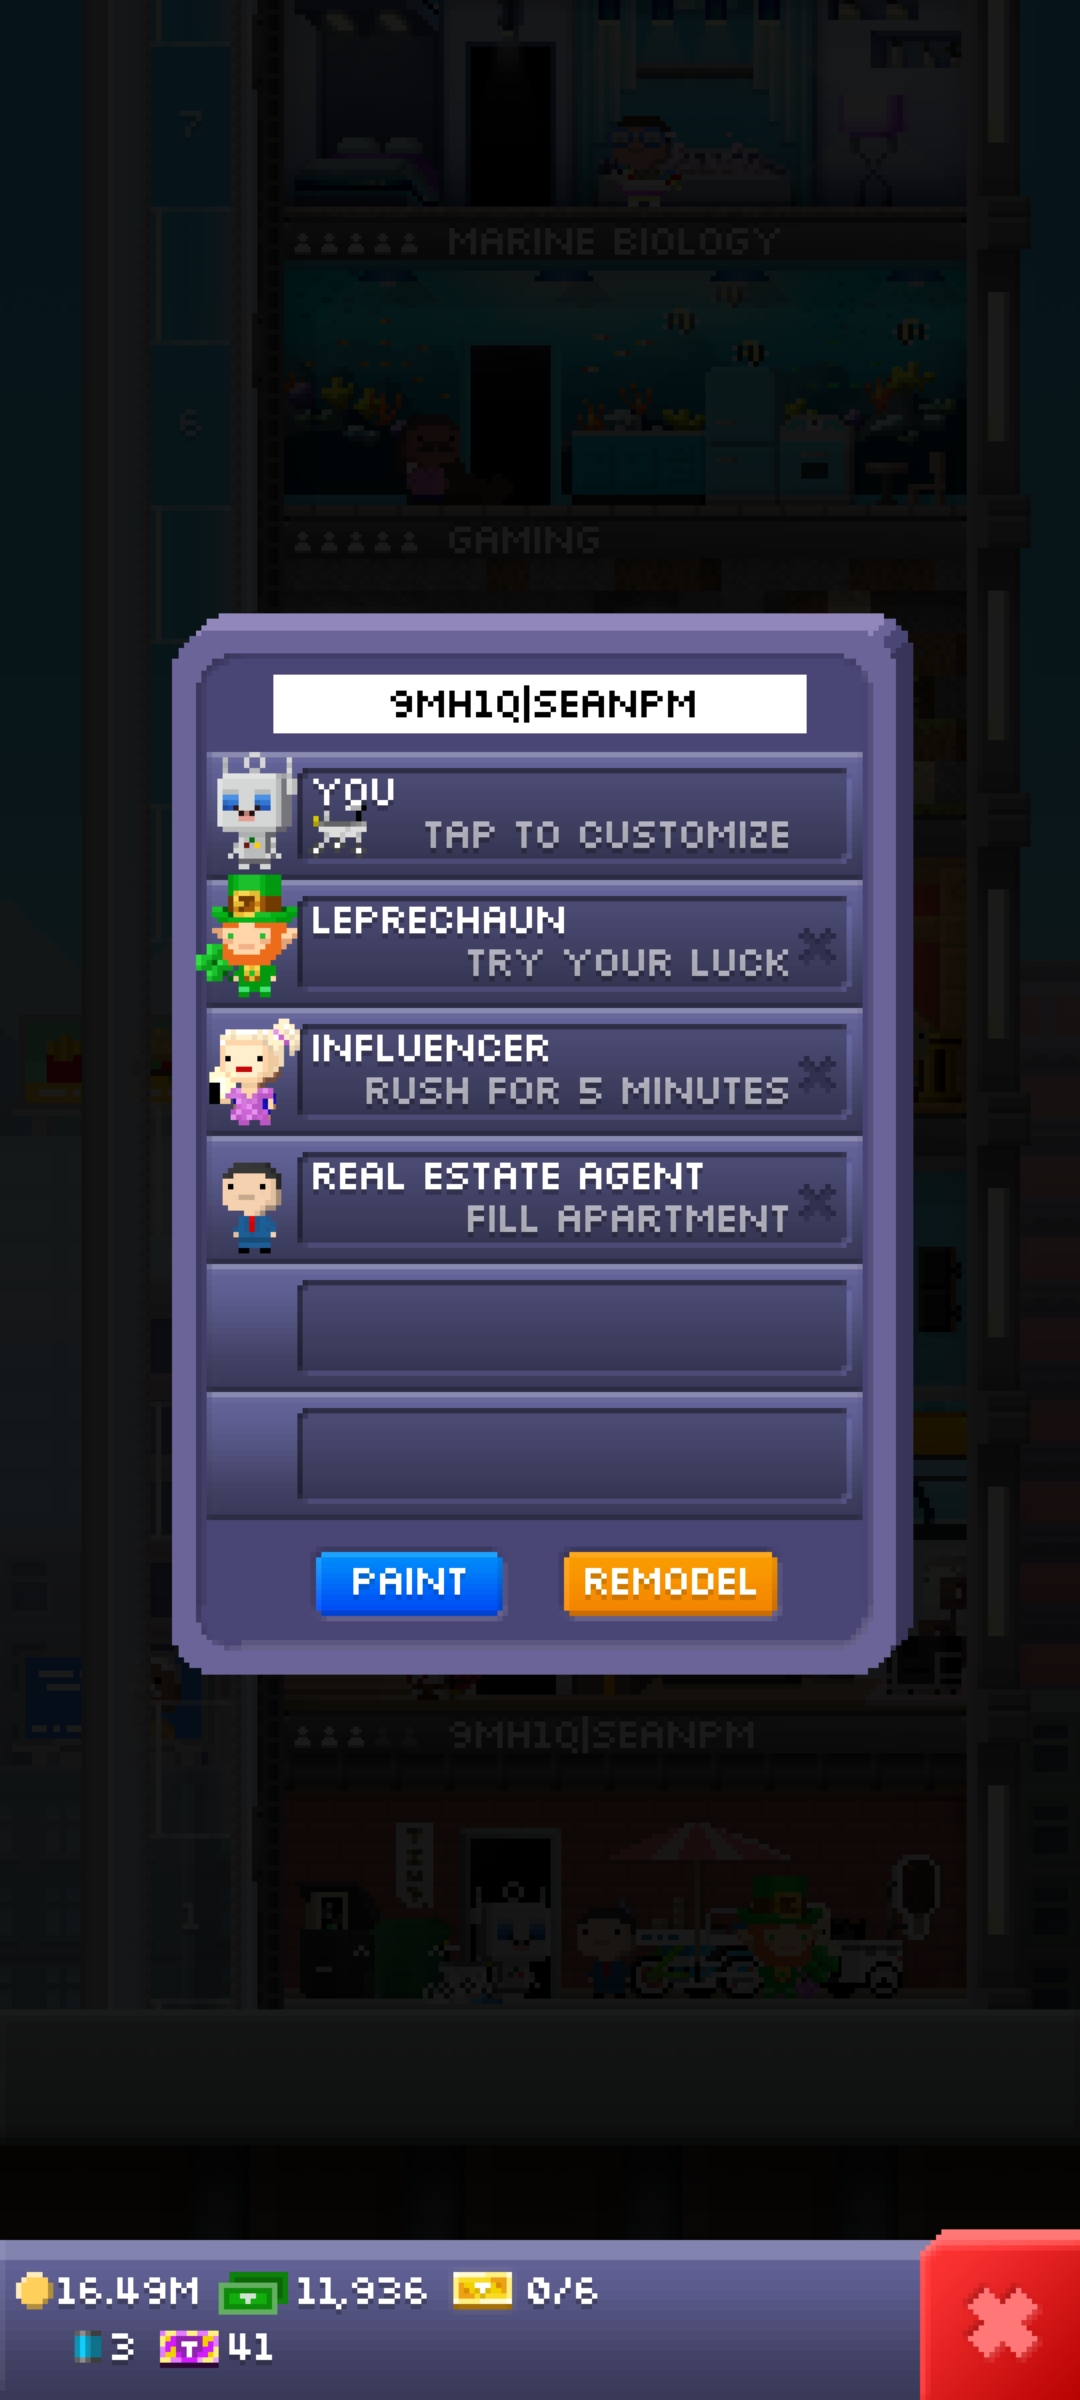 7
MARINE BIOLOGY
6
GAMING
9MH1Q|SEANPM
YOU
TAP TO CUSTOMIZE
LEPRECHAUN
TRY YOUR LUCK
INFLUENCER
RUSH FOR 5 MINUTES
REAL ESTATE AGENT
FILL APARTMENT
PAINT
REMODEL
9MH1Q|SEANPM
TINY
1
16.49M
11,936
0/6
3
41